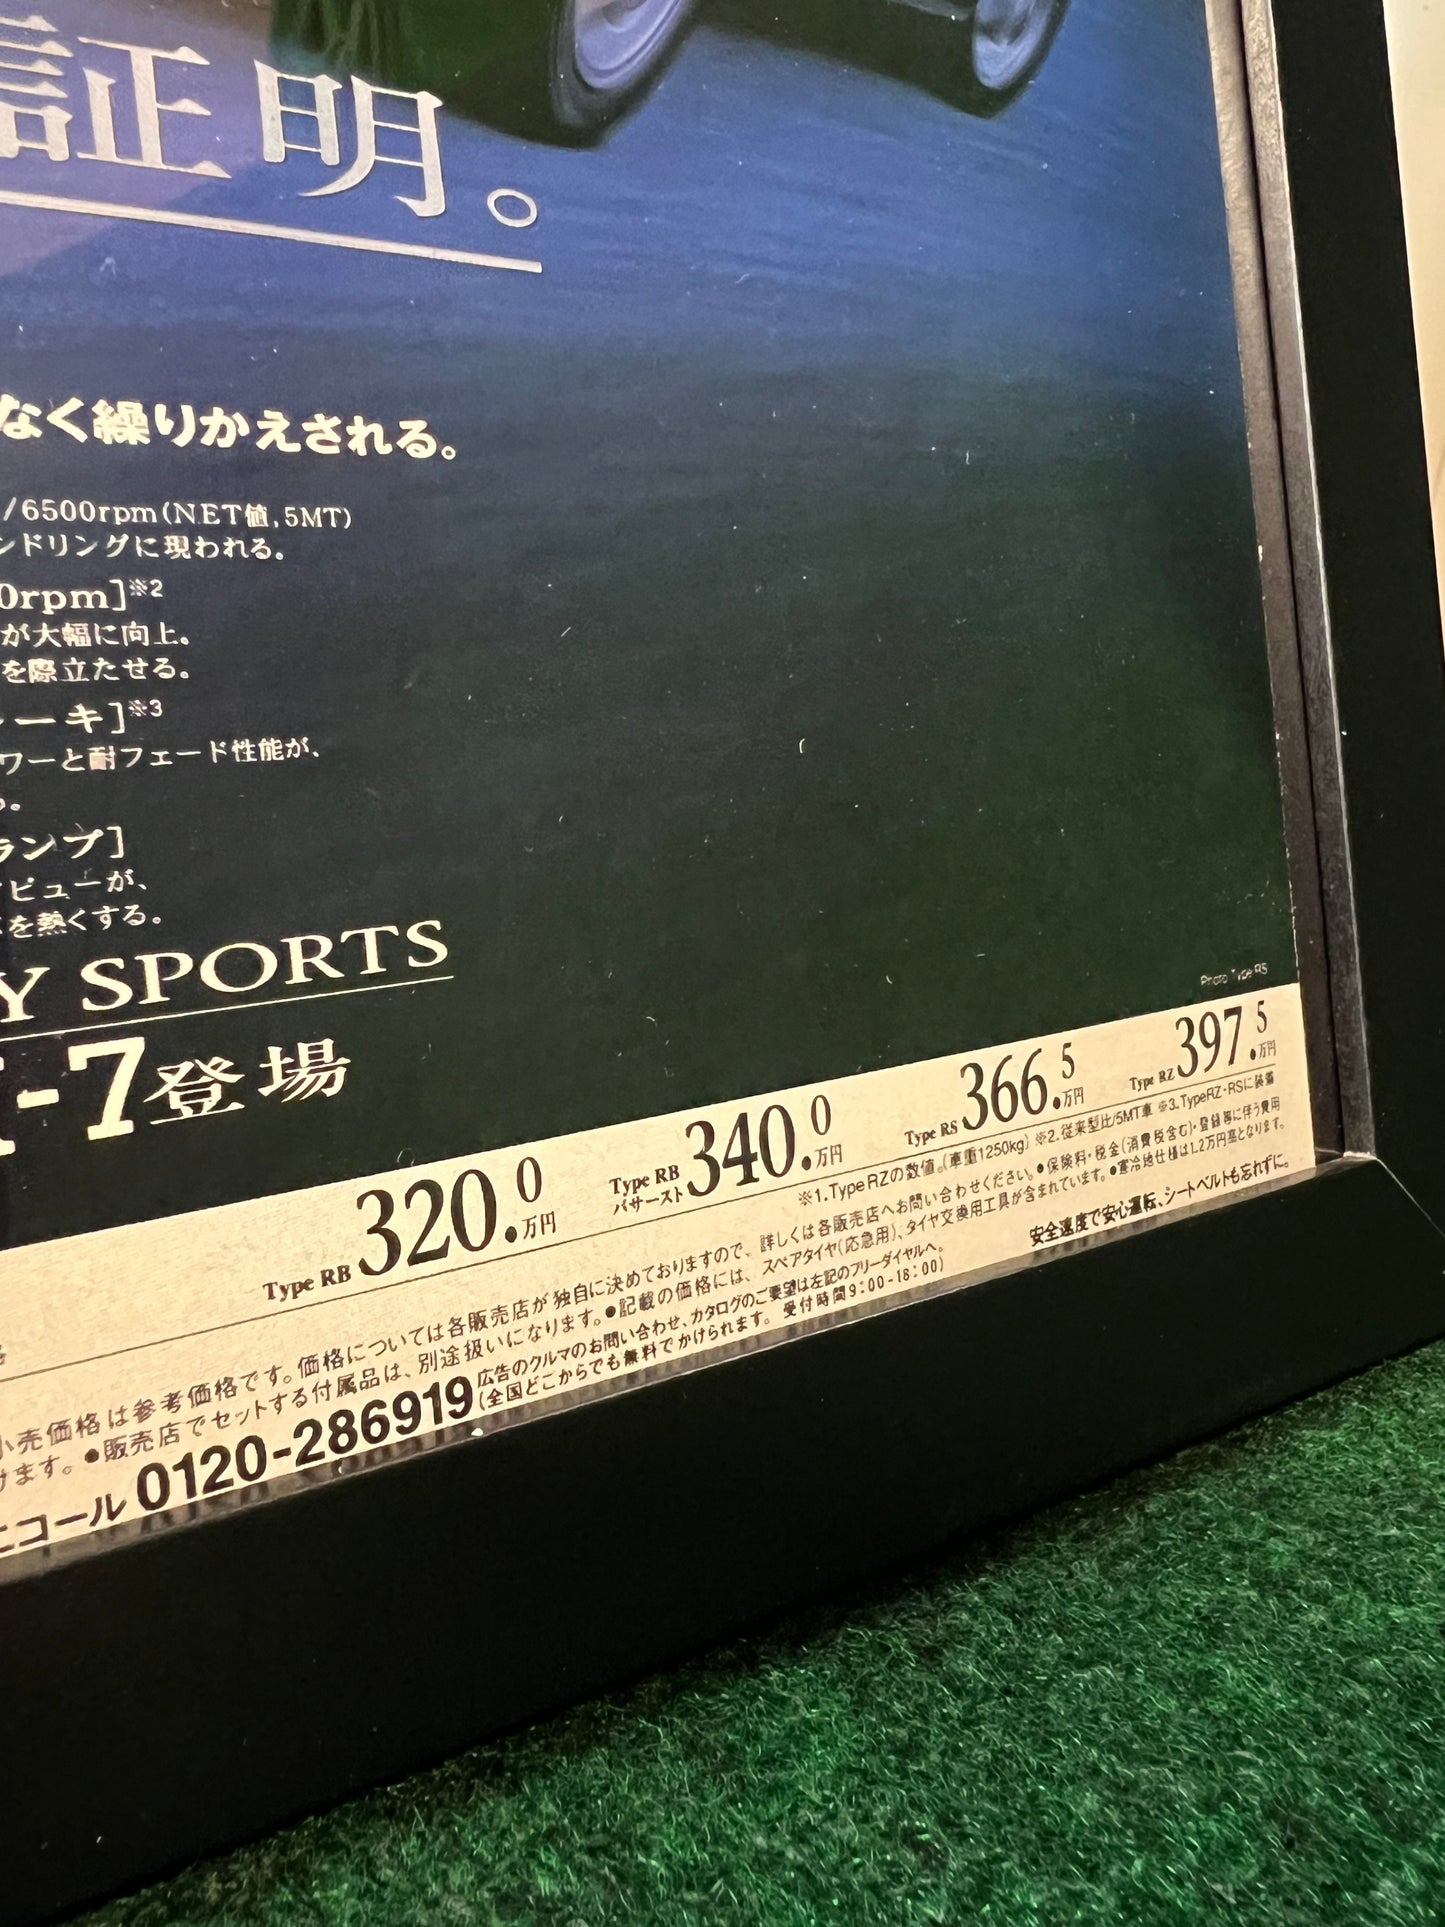 証明。
なく繰りかえされる。
/6500rpm(NET値,5MT)
ンドリングに現われる。
0rpm]※2
が大幅に向上。
を際立たせる。
ーキ]※3
ワーと耐フェード性能が、
。
ランプ]
ビューが、
を熱くする。
Y SPORTS
-7登場
Photo Type RS
Type RB 320.0万円
Type RB バサースト 340.0万円
Type RS 366.5万円
Type RZ 397.5万円
※1.TypeRZの数値。(車重1250kg) ※2.従来型比/5MT車 ※3.TypeRZ・RSに装着
小売価格は参考価格です。価格については各販売店が独自に決めておりますので、詳しくは各販売店へお問い合わせください。●保険料・税金(消費税含む)・登録等に伴う費用
けます。●販売店でセットする付属品は、別途扱いになります。●記載の価格には、スペアタイヤ(応急用)、タイヤ交換用工具が含まれています。●寒冷地仕様は1.2万円高となります。
コール 0120-286919
広告のクルマのお問い合わせ、カタログのご要望は左記のフリーダイヤルへ。
(全国どこからでも無料でかけられます。受付時間9:00-18:00)
安全速度で安心運転、シートベルトも忘れずに。